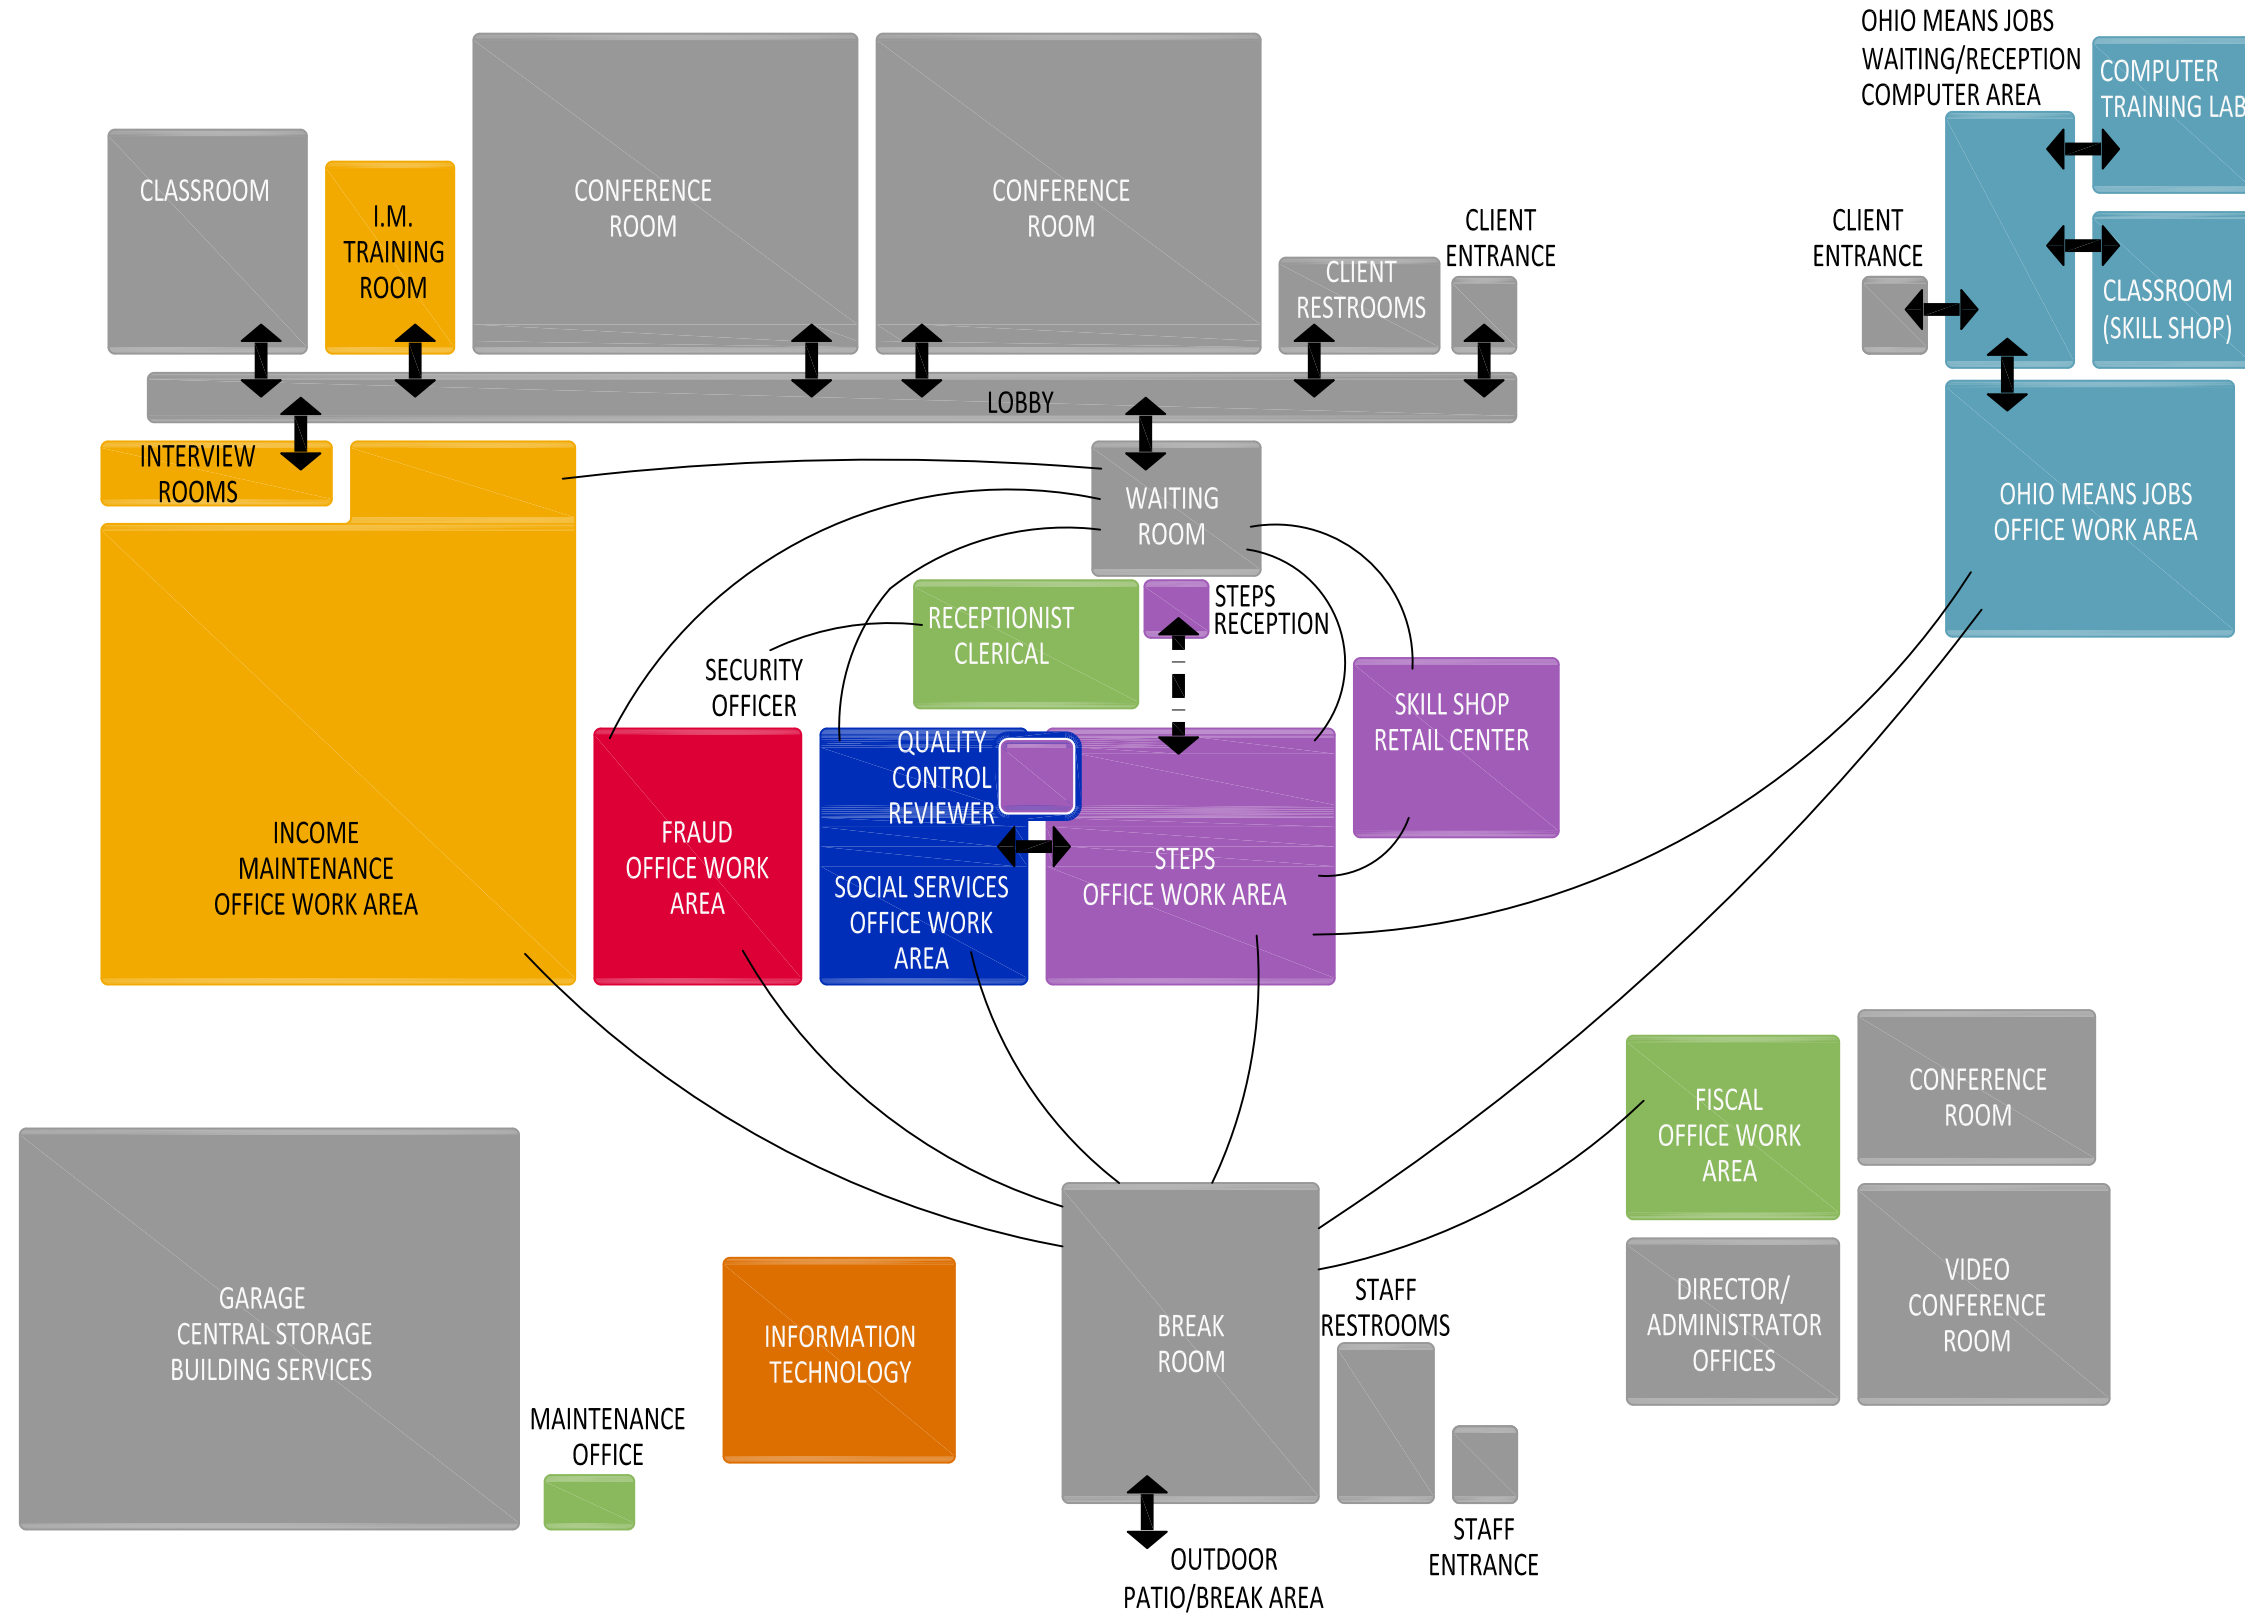 OHIO MEANS JOBS
WAITING/RECEPTION
COMPUTER AREA
COMPUTER
TRAINING LAB
CLASSROOM
I.M.
TRAINING
ROOM
CONFERENCE
ROOM
CONFERENCE
ROOM
CLIENT
RESTROOMS
CLIENT
ENTRANCE
CLIENT
ENTRANCE
CLASSROOM
(SKILL SHOP)
LOBBY
INTERVIEW
ROOMS
WAITING
ROOM
OHIO MEANS JOBS
OFFICE WORK AREA
RECEPTIONIST
CLERICAL
STEPS
RECEPTION
SECURITY
OFFICER
SKILL SHOP
RETAIL CENTER
QUALITY
CONTROL
REVIEWER
INCOME
MAINTENANCE
OFFICE WORK AREA
FRAUD
OFFICE WORK
AREA
SOCIAL SERVICES
OFFICE WORK
AREA
STEPS
OFFICE WORK AREA
FISCAL
OFFICE WORK
AREA
CONFERENCE
ROOM
GARAGE
CENTRAL STORAGE
BUILDING SERVICES
MAINTENANCE
OFFICE
INFORMATION
TECHNOLOGY
BREAK
ROOM
STAFF
RESTROOMS
DIRECTOR/
ADMINISTRATOR
OFFICES
VIDEO
CONFERENCE
ROOM
STAFF
ENTRANCE
OUTDOOR
PATIO/BREAK AREA